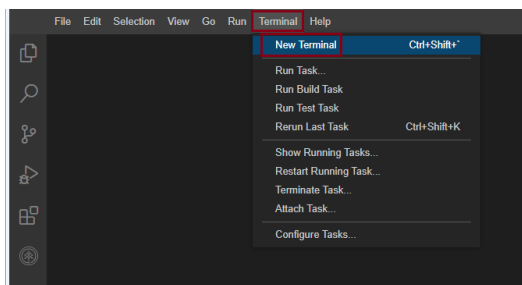 File Edit Selection View Go Run Terminal Help
New Terminal Ctrl+Shift+`
Run Task...
Run Build Task
Run Test Task
Rerun Last Task Ctrl+Shift+K
Show Running Tasks...
Restart Running Task...
Terminate Task...
Attach Task...
Configure Tasks...